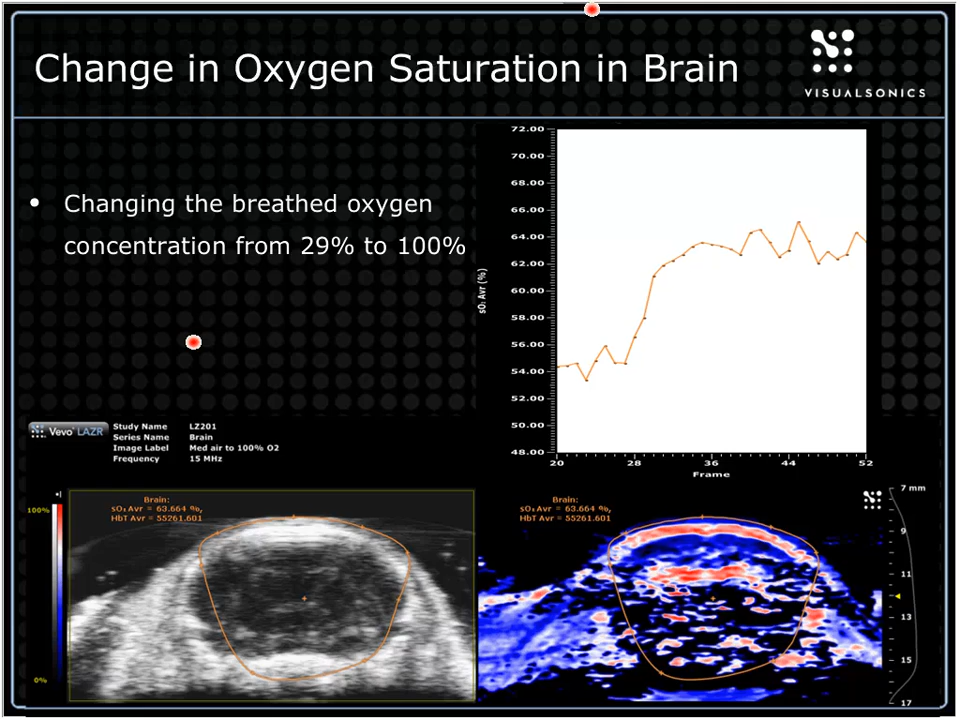 Change in Oxygen Saturation in Brain
VISUALSONICS
• Changing the breathed oxygen
concentration from 29% to 100%
72.00
70.00
68.00
66.00
64.00
62.00
60.00
58.00
56.00
54.00
52.00
50.00
48.00
sO₂ Avr (%)
20
28
36
44
52
Frame
Vevo LAZR
Study Name LZ201
Series Name Brain
Image Label Med air to 100% O2
Frequency 15 MHz
100%
0%
Brain:
sO₂ Avr = 63.664 %,
HbT Avr = 55261.601
Brain:
sO₂ Avr = 63.664 %,
HbT Avr = 55261.601
7 mm
9
11
13
15
17